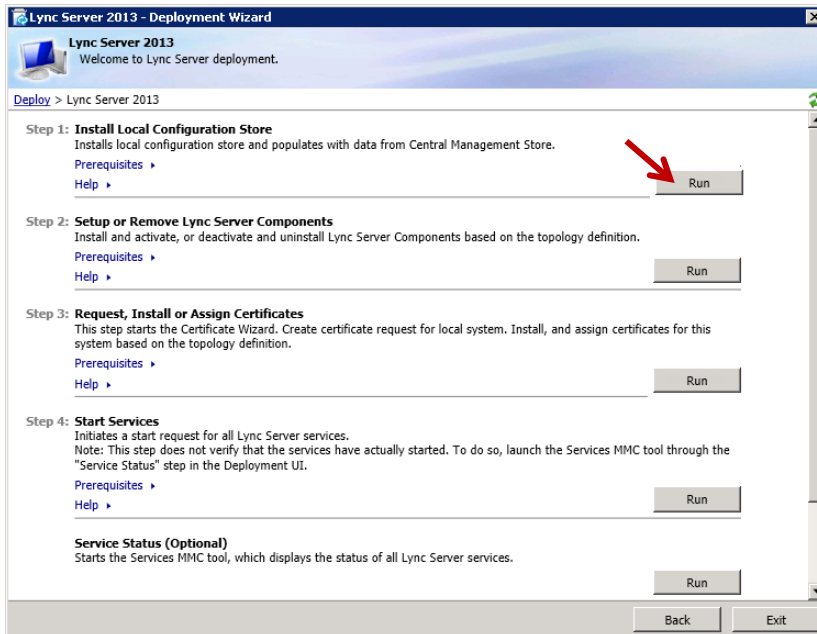 Lync Server 2013 - Deployment Wizard
Lync Server 2013
Welcome to Lync Server deployment.
Deploy > Lync Server 2013
Step 1: Install Local Configuration Store
Installs local configuration store and populates with data from Central Management Store.
Prerequisites
Help
Run
Step 2: Setup or Remove Lync Server Components
Install and activate, or deactivate and uninstall Lync Server Components based on the topology definition.
Prerequisites
Help
Run
Step 3: Request, Install or Assign Certificates
This step starts the Certificate Wizard. Create certificate request for local system. Install, and assign certificates for this
system based on the topology definition.
Prerequisites
Help
Run
Step 4: Start Services
Initiates a start request for all Lync Server services.
Note: This step does not verify that the services have actually started. To do so, launch the Services MMC tool through the
"Service Status" step in the Deployment UI.
Prerequisites
Help
Run
Service Status (Optional)
Starts the Services MMC tool, which displays the status of all Lync Server services.
Run
Back Exit